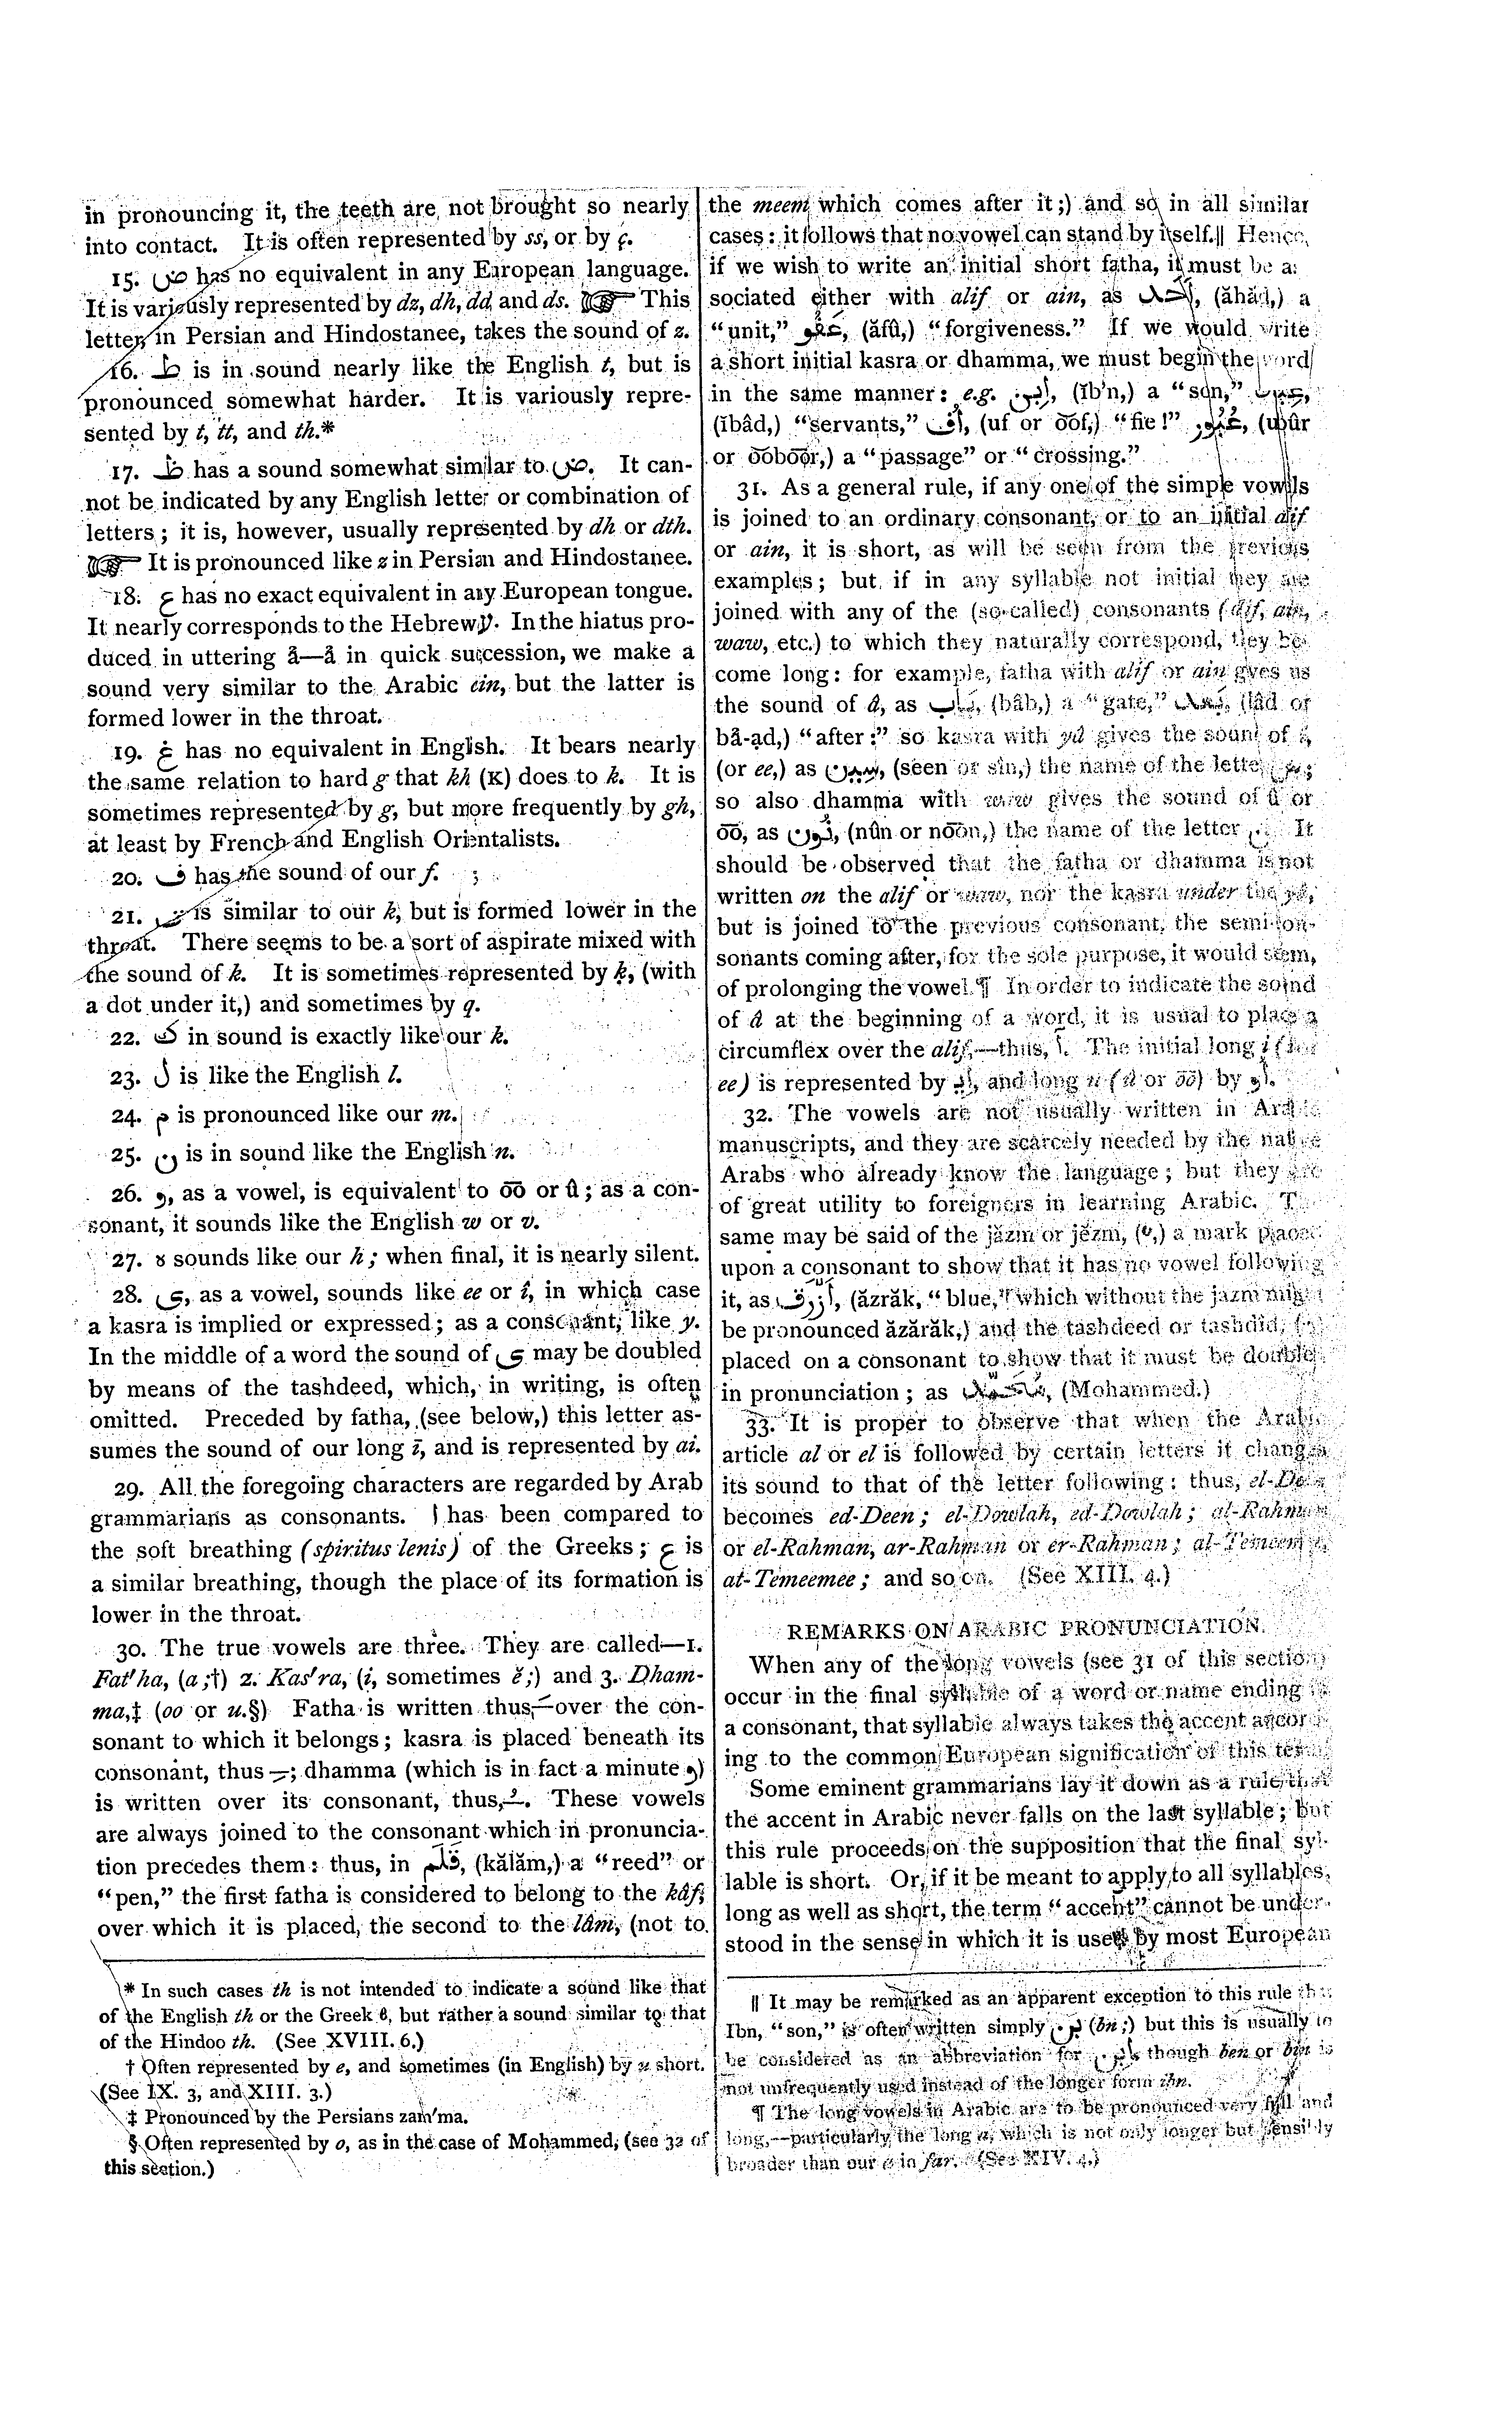 in pronouncing it, the teeth are not brought so nearly
into contact. It is often represented by ss, or by ç.
15. ض has no equivalent in any European language.
It is variously represented by dz, dh, dd, and ds. ☞ This
letter, in Persian and Hindostanee, takes the sound of z.
16. ط is in sound nearly like the English t, but is
pronounced somewhat harder. It is variously repre-
sented by t, tt, and th.*
17. ظ has a sound somewhat similar to ض. It can-
not be indicated by any English letter or combination of
letters; it is, however, usually represented by dh or dth.
☞ It is pronounced like z in Persian and Hindostanee.
18. ع has no exact equivalent in any European tongue.
It nearly corresponds to the Hebrew ע. In the hiatus pro-
duced in uttering â—â in quick succession, we make a
sound very similar to the Arabic ein, but the latter is
formed lower in the throat.
19. غ has no equivalent in English. It bears nearly
the same relation to hard g that kh (K) does to k. It is
sometimes represented by g, but more frequently by gh,
at least by French and English Orientalists.
20. ف has the sound of our f.
21. ق is similar to our k, but is formed lower in the
throat. There seems to be a sort of aspirate mixed with
the sound of k. It is sometimes represented by ḳ, (with
a dot under it,) and sometimes by q.
22. ك in sound is exactly like our k.
23. ل is like the English l.
24. م is pronounced like our m.
25. ن is in sound like the English n.
26. و, as a vowel, is equivalent to o͞o or û; as a con-
sonant, it sounds like the English w or v.
27. ه sounds like our h; when final, it is nearly silent.
28. ي, as a vowel, sounds like ee or î, in which case
a kasra is implied or expressed; as a consonant, like y.
In the middle of a word the sound of ي may be doubled
by means of the tashdeed, which, in writing, is often
omitted. Preceded by fatha, (see below,) this letter as-
sumes the sound of our long ī, and is represented by ai.
29. All the foregoing characters are regarded by Arab
grammarians as consonants. ا has been compared to
the soft breathing (spiritus lenis) of the Greeks; ع is
a similar breathing, though the place of its formation is
lower in the throat.
30. The true vowels are three. They are called—1.
Fat'ha, (a;†) 2. Kas'ra, (i, sometimes ĕ;) and 3. Dham-
ma,‡ (oo or u.§) Fatha is written thus, ـَ over the con-
sonant to which it belongs; kasra is placed beneath its
consonant, thus ـِ; dhamma (which is in fact a minute و)
is written over its consonant, thus, ـُ. These vowels
are always joined to the consonant which in pronuncia-
tion precedes them: thus, in قَلَم, (kălăm,) a "reed" or
"pen," the first fatha is considered to belong to the kâf,
over which it is placed, the second to the lâm, (not to
* In such cases th is not intended to indicate a sound like that
of the English th or the Greek θ, but rather a sound similar to that
of the Hindoo th. (See XVIII. 6.)
† Often represented by e, and sometimes (in English) by u short.
(See IX. 3, and XIII. 3.)
‡ Pronounced by the Persians zam'ma.
§ Often represented by o, as in the case of Mohammed, (see 32 of
this section.)
the meem which comes after it;) and so in all similar
cases: it follows that no vowel can stand by itself.|| Hence,
if we wish to write an initial short fatha, it must be as
sociated either with alif or ain, as أَحَد, (ăhăd,) a
"unit," عَفُو, (ăfû,) "forgiveness." If we would write
a short initial kasra or dhamma, we must begin the word
in the same manner: e.g. اِبن, (ĭb'n,) a "son,"
(ĭbâd,) "servants," أُف, (uf or o͝of,) "fie!" عُبُور, (ubûr
or o͝obo͞or,) a "passage" or "crossing."
31. As a general rule, if any one of the simple vowels
is joined to an ordinary consonant, or to an initial alif
or ain, it is short, as will be seen from the previous
examples; but if in any syllable not initial they are
joined with any of the (so-called) consonants (alif, ain,
waw, etc.) to which they naturally correspond, they be
come long: for example, fatha with alif or ain gives us
the sound of â, as بَاب, (bâb,) a "gate," بَعد, (bâd or
bâ-ad,) "after:" so kasra with yâ gives the sound of î,
(or ee,) as سِين, (seen or sîn,) the name of the letter س;
so also dhamma with waw gives the sound of û or
o͞o, as نُون, (nûn or no͞on,) the name of the letter ن. It
should be observed that the fatha or dhamma is not
written on the alif or waw, nor the kasra under the yâ,
but is joined to the previous consonant, the semi-con-
sonants coming after, for the sole purpose, it would seem,
of prolonging the vowel.¶ In order to indicate the sound
of â at the beginning of a word, it is usual to place a
circumflex over the alif,—thus, آ. The initial long î (or
ee) is represented by اِي, and long u (û or o͞o) by اُو.
32. The vowels are not usually written in Arabic
manuscripts, and they are scarcely needed by the native
Arabs who already know the language; but they are
of great utility to foreigners in learning Arabic. The
same may be said of the jăzm or jĕzm, (ْ,) a mark placed
upon a consonant to show that it has no vowel following
it, as أَزْرَق, (ăzrăk, "blue," which without the jazm might
be pronounced ăzărăk,) and the tashdeed or tashdîd,
placed on a consonant to show that it must be doubled
in pronunciation; as مُحَمَّد, (Mohammed.)
33. It is proper to observe that when the Arabic
article al or el is followed by certain letters it changes
its sound to that of the letter following: thus, el-Deen
becomes ed-Deen; el-Dowlah, ed-Dowlah; al-Rahman
or el-Rahman, ar-Rahman or er-Rahman; al-Temeemee,
at-Temeemee; and so on. (See XIII. 4.)
REMARKS ON ARABIC PRONUNCIATION.
When any of the long vowels (see 31 of this section)
occur in the final syllable of a word or name ending in
a consonant, that syllable always takes the accent accord
ing to the common European signification of this term.
Some eminent grammarians lay it down as a rule that
the accent in Arabic never falls on the last syllable; but
this rule proceeds on the supposition that the final syl-
lable is short. Or, if it be meant to apply to all syllables,
long as well as short, the term "accent" cannot be under-
stood in the sense in which it is used by most European
|| It may be remarked as an apparent exception to this rule that
Ibn, "son," is often written simply بن (bn;) but this is usually to
be considered as an abbreviation for ابن though ben or bin is
not unfrequently used instead of the longer form ibn.
¶ The long vowels in Arabic are to be pronounced very full and
long,—particularly the long a, which is not only longer but sensibly
broader than our a in far. (See XIV. 4.)